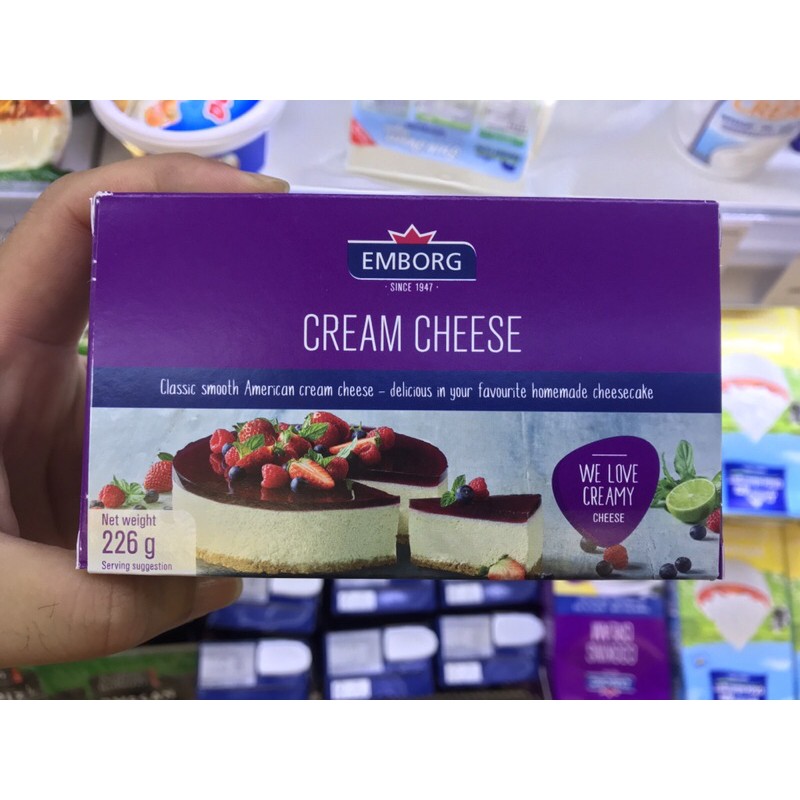 EMBORG
· SINCE 1947 ·
CREAM CHEESE
Classic smooth American cream cheese – delicious in your favourite homemade cheesecake
WE LOVE
CREAMY
CHEESE
Net weight
226 g
Serving suggestion